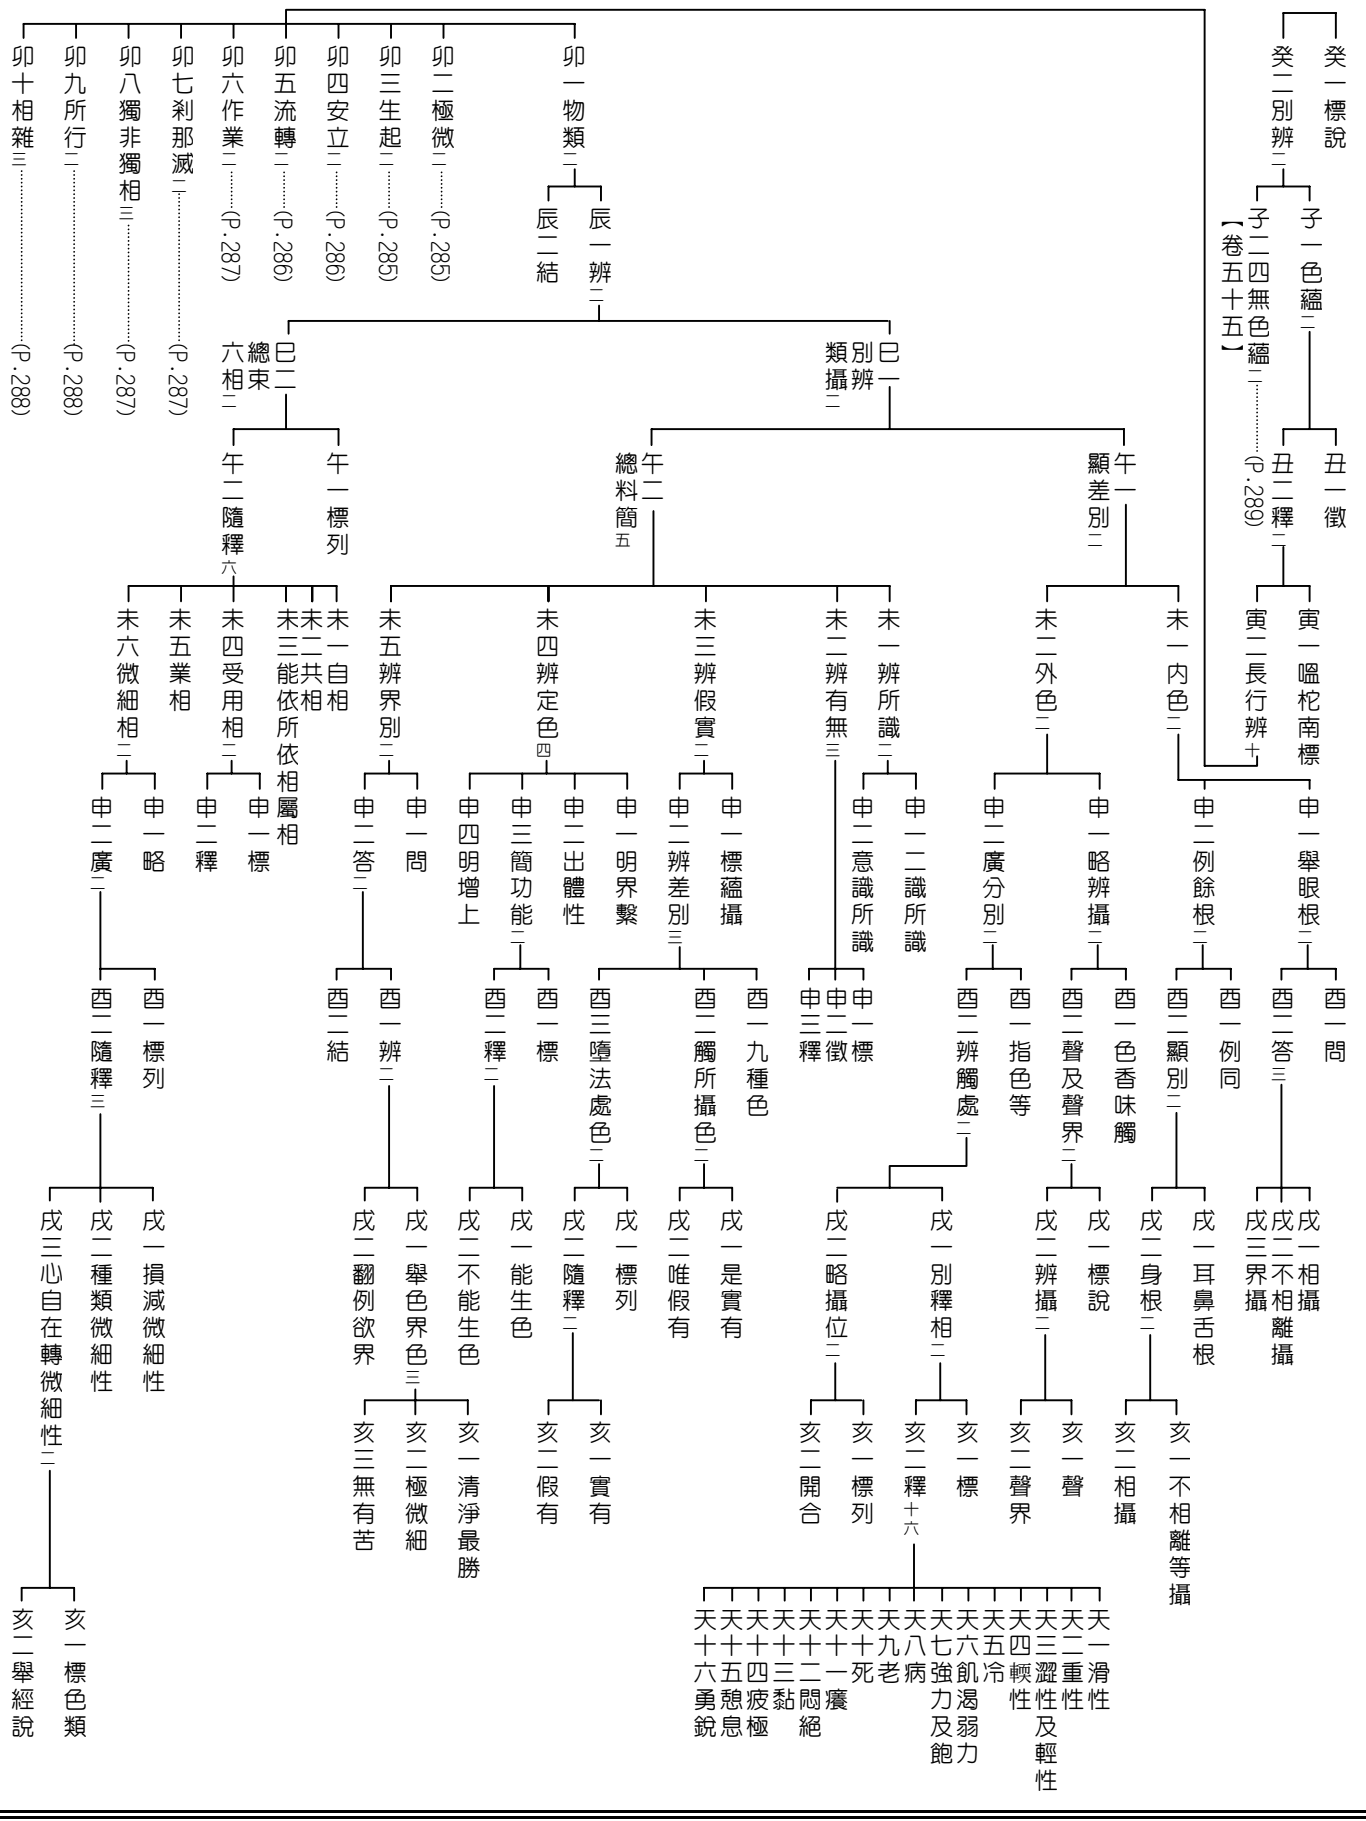 癸一標說
癸二別辨二
子一色蘊二
子二四無色蘊二(P.289)
【卷五十五】
丑一徵
丑二釋二
寅一嗢柁南標
寅二長行辨十
卯一物類二
卯二極微二(P.285)
卯三生起二(P.285)
卯四安立二(P.286)
卯五流轉二(P.286)
卯六作業二(P.287)
卯七剎那滅二(P.287)
卯八獨非獨相三(P.287)
卯九所行二(P.288)
卯十相雜三(P.288)
辰一辨二
辰二結
巳一
別辨
類攝二
巳二
總束
六相二
午一
顯差別二
午二
總料簡五
午一標列
午二隨釋六
未一內色二
未二外色二
未一辨所識二
未二辨有無三
未三辨假實二
未四辨定色四
未五辨界別二
未一自相
未二共相
未三能依所依相屬相
未四受用相二
未五業相
未六微細相二
申一舉眼根二
申二例餘根二
申一略辨攝二
申二廣分別二
申一二識所識
申二意識所識
申一標蘊攝
申二辨差別三
申一明界繫
申二出體性
申三簡功能二
申四明增上
申一問
申二答二
申一標
申二釋
申一略
申二廣二
酉一問
酉二答三
酉一例同
酉二顯別二
酉一色香味觸
酉二聲及聲界二
酉一指色等
酉二辨觸處二
申一標
申二徵
申三釋
酉一九種色
酉二觸所攝色二
酉三墮法處色二
酉一標
酉二釋二
酉一辨二
酉二結
酉一標列
酉二隨釋三
戌一相攝
戌二不相離攝
戌三界攝
戌一耳鼻舌根
戌二身根二
戌一標說
戌二辨攝二
戌一別釋相二
戌二略攝位二
戌一是實有
戌二唯假有
戌一標列
戌二隨釋二
戌一能生色
戌二不能生色
戌一舉色界色三
戌二翻例欲界
戌一損減微細性
戌二種類微細性
戌三心自在轉微細性二
亥一不相離等攝
亥二相攝
亥一聲
亥二聲界
亥一標
亥二釋十六
亥一標列
亥二開合
亥一實有
亥二假有
亥一清淨最勝
亥二極微細
亥三無有苦
亥一標色類
亥二舉經說
天一滑性
天二重性
天三澀性及輕性
天四輭性
天五冷
天六飢渴弱力
天七強力及飽
天八病
天九老
天十死
天十一癢
天十二悶絕
天十三黏
天十四疲極
天十五憩息
天十六勇銳